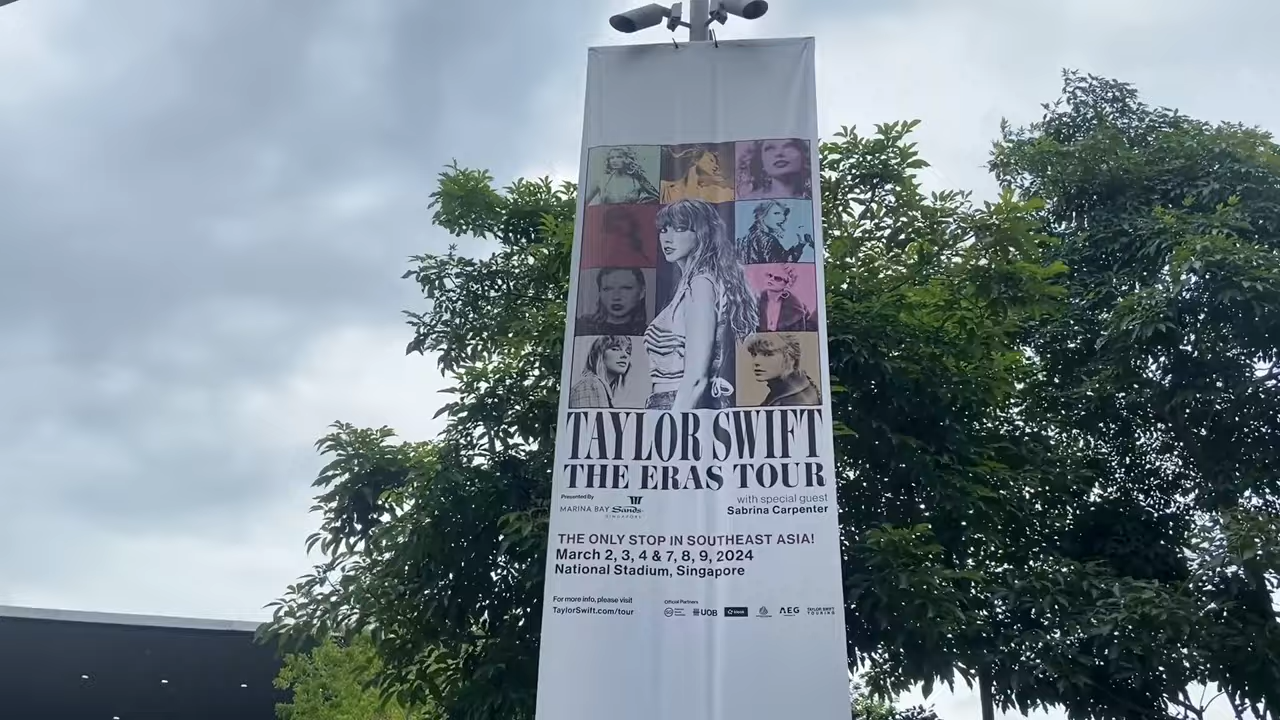 TAYLOR SWIFT
THE ERAS TOUR
Presented By
MARINA BAY Sands
SINGAPORE
with special guest
Sabrina Carpenter
THE ONLY STOP IN SOUTHEAST ASIA!
March 2, 3, 4 & 7, 8, 9, 2024
National Stadium, Singapore
For more info, please visit
TaylorSwift.com/tour
Official Partners
UOB
AEG
TAYLOR SWIFT
TOURING